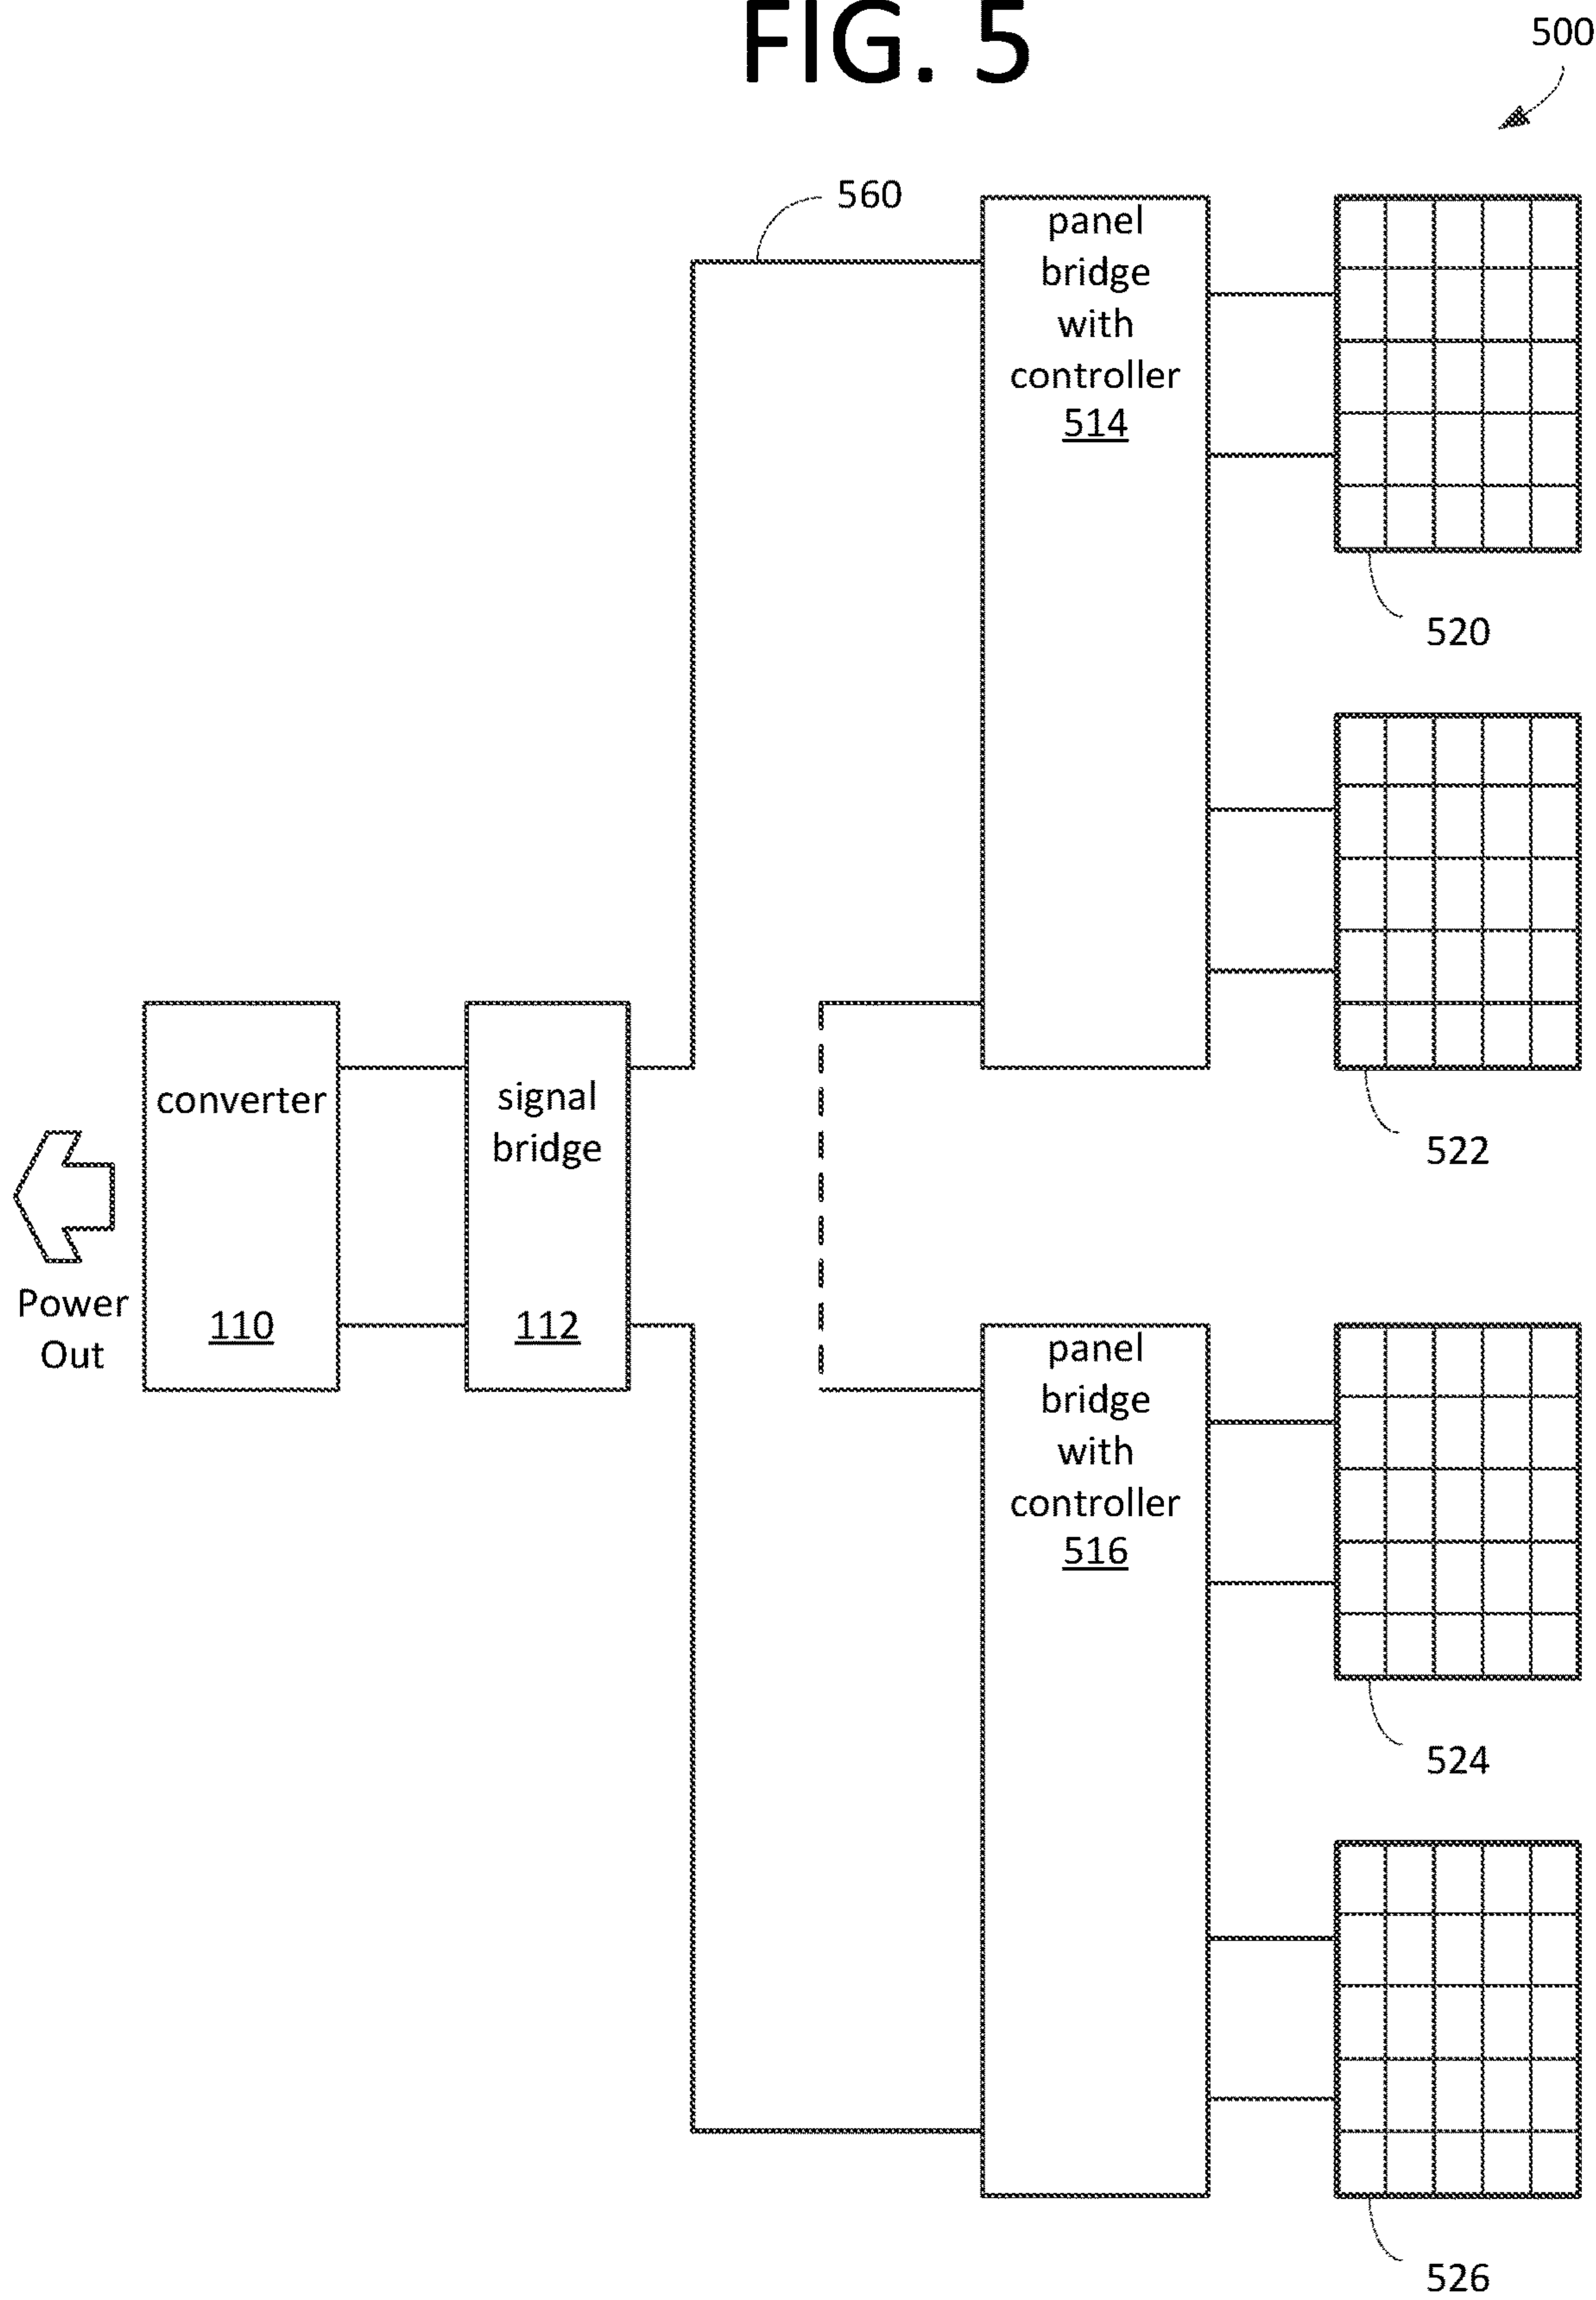 FIG. 5
500
560
panel
bridge
with
controller
514
520
522
converter
110
signal
bridge
112
Power
Out
panel
bridge
with
controller
516
524
526